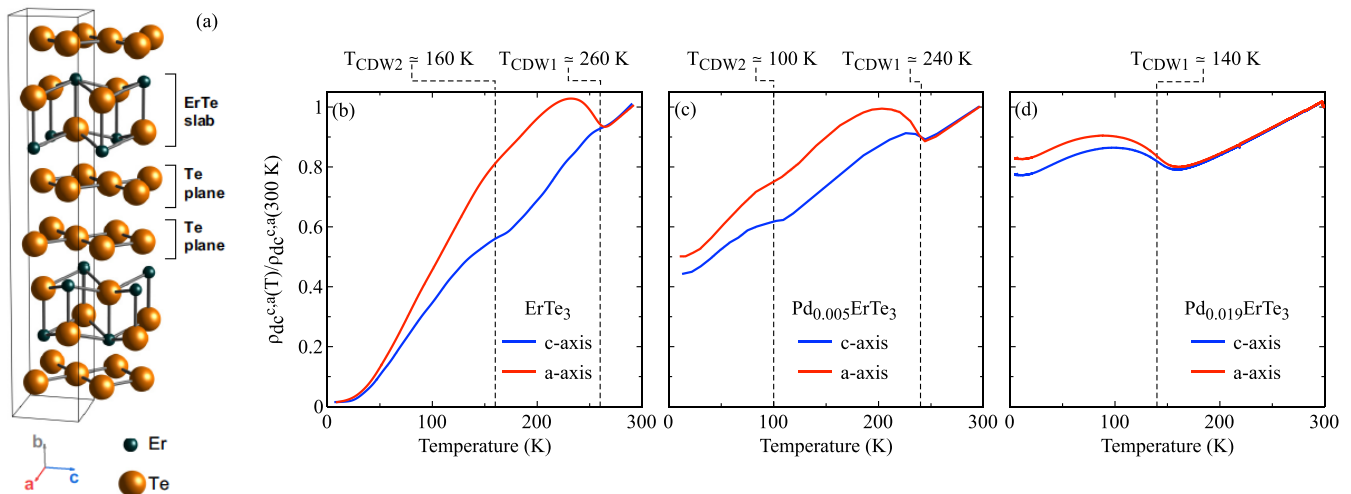 (a)
ErTe
slab
Te
plane
Te
plane
b
a
c
Er
Te
T_CDW2 ≃ 160 K
T_CDW1 ≃ 260 K
T_CDW2 ≃ 100 K
T_CDW1 ≃ 240 K
T_CDW1 ≃ 140 K
ρ_dc^c,a(T)/ρ_dc^c,a(300 K)
1
0.8
0.6
0.4
0.2
0
(b)
ErTe₃
c-axis
a-axis
0 100 200 300
Temperature (K)
(c)
Pd₀.₀₀₅ErTe₃
c-axis
a-axis
0 100 200 300
Temperature (K)
(d)
Pd₀.₀₁₉ErTe₃
c-axis
a-axis
0 100 200 300
Temperature (K)